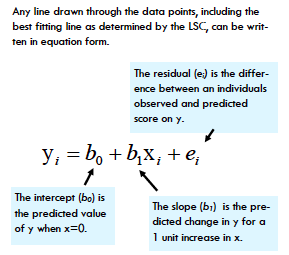 Any line drawn through the data points, including the
best fitting line as determined by the LSC, can be writ-
ten in equation form.
The residual (eᵢ) is the differ-
ence between an individuals
observed and predicted
score on y.
yᵢ = b₀ + b₁xᵢ + eᵢ
The intercept (b₀) is
the predicted value
of y when x=0.
The slope (b₁) is the pre-
dicted change in y for a
1 unit increase in x.